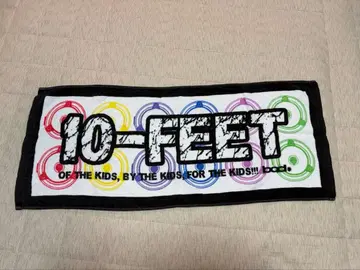 10-FEET
OF THE KIDS, BY THE KIDS, FOR THE KIDS!!!